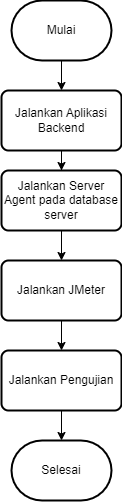 Mulai
Jalankan Aplikasi
Backend
Jalankan Server
Agent pada database
server
Jalankan JMeter
Jalankan Pengujian
Selesai